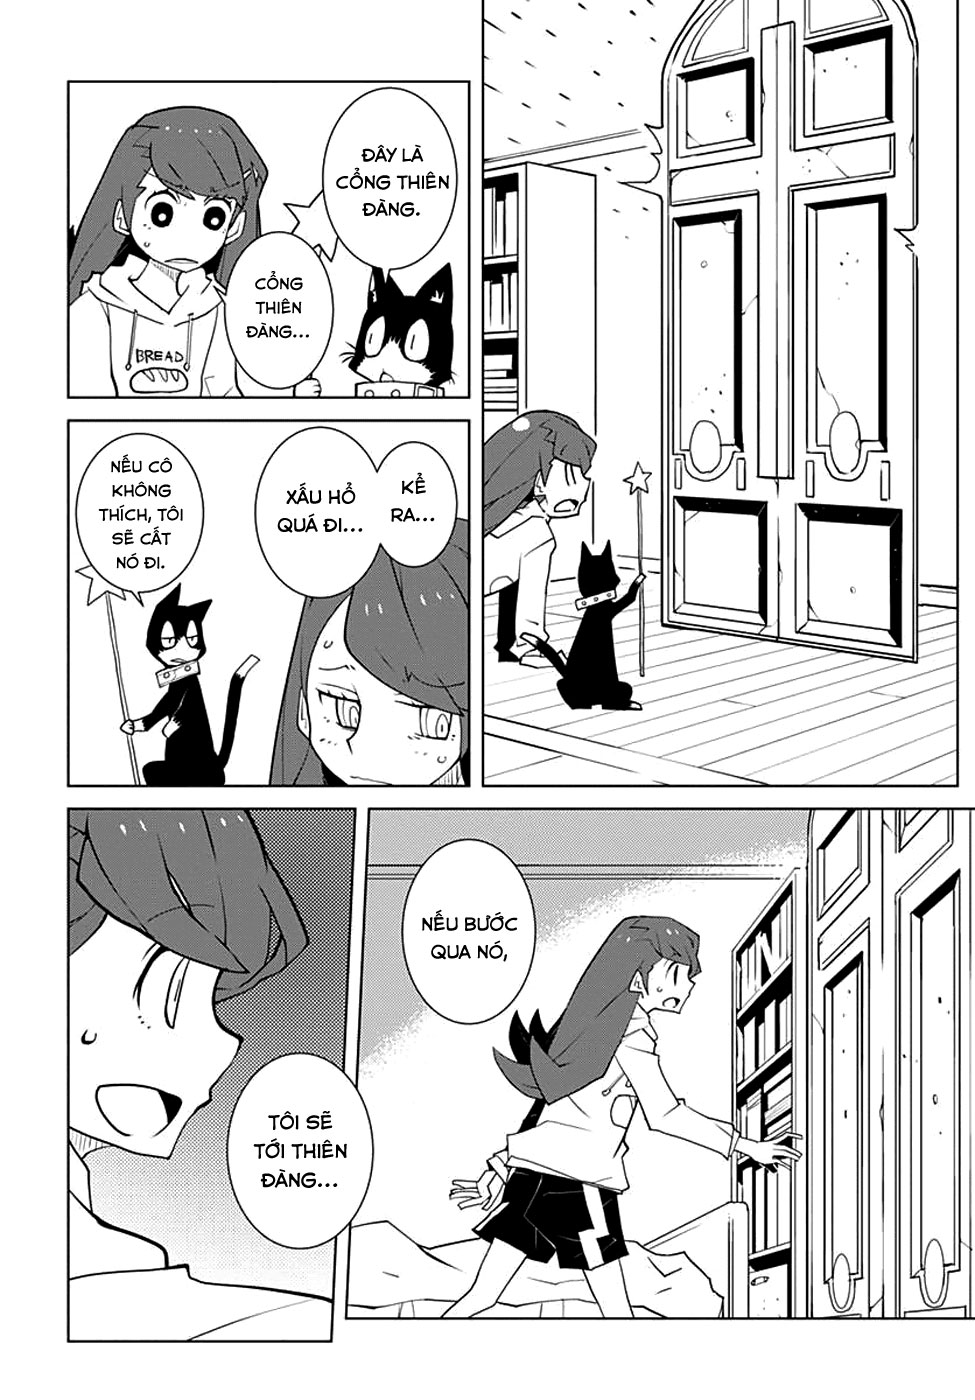 ĐÂY LÀ
CỔNG THIÊN
ĐÀNG.
CỔNG
THIÊN
ĐÀNG...
BREAD
KỂ
RA...
XẤU HỔ
QUÁ ĐI...
NẾU CÔ
KHÔNG
THÍCH, TÔI
SẼ CẤT
NÓ ĐI.
NẾU BƯỚC
QUA NÓ,
TÔI SẼ
TỚI THIÊN
ĐÀNG...